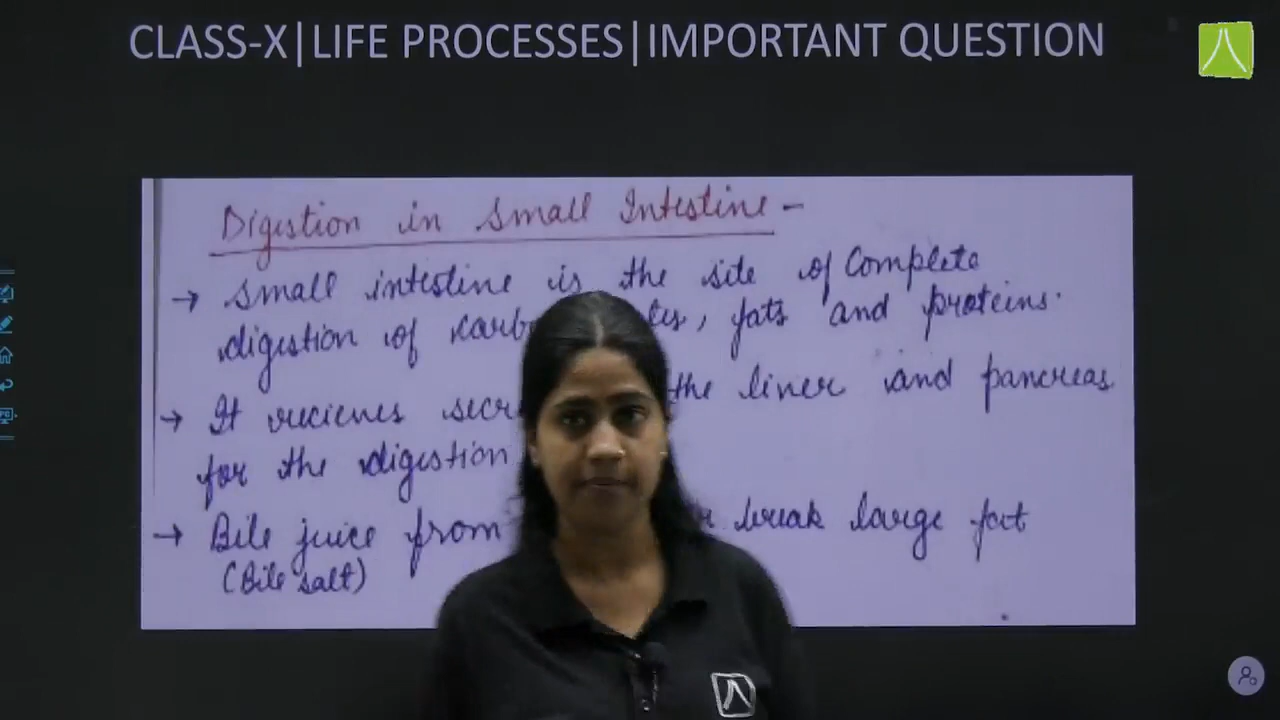 CLASS-X|LIFE PROCESSES|IMPORTANT QUESTION
Digestion in Small Intestine -
→ Small intestine is the site of Complete
digestion of fats and proteins.
→ It the liver and pancreas
for the digestion
→ Bile juice from break large fat
(Bile salt)